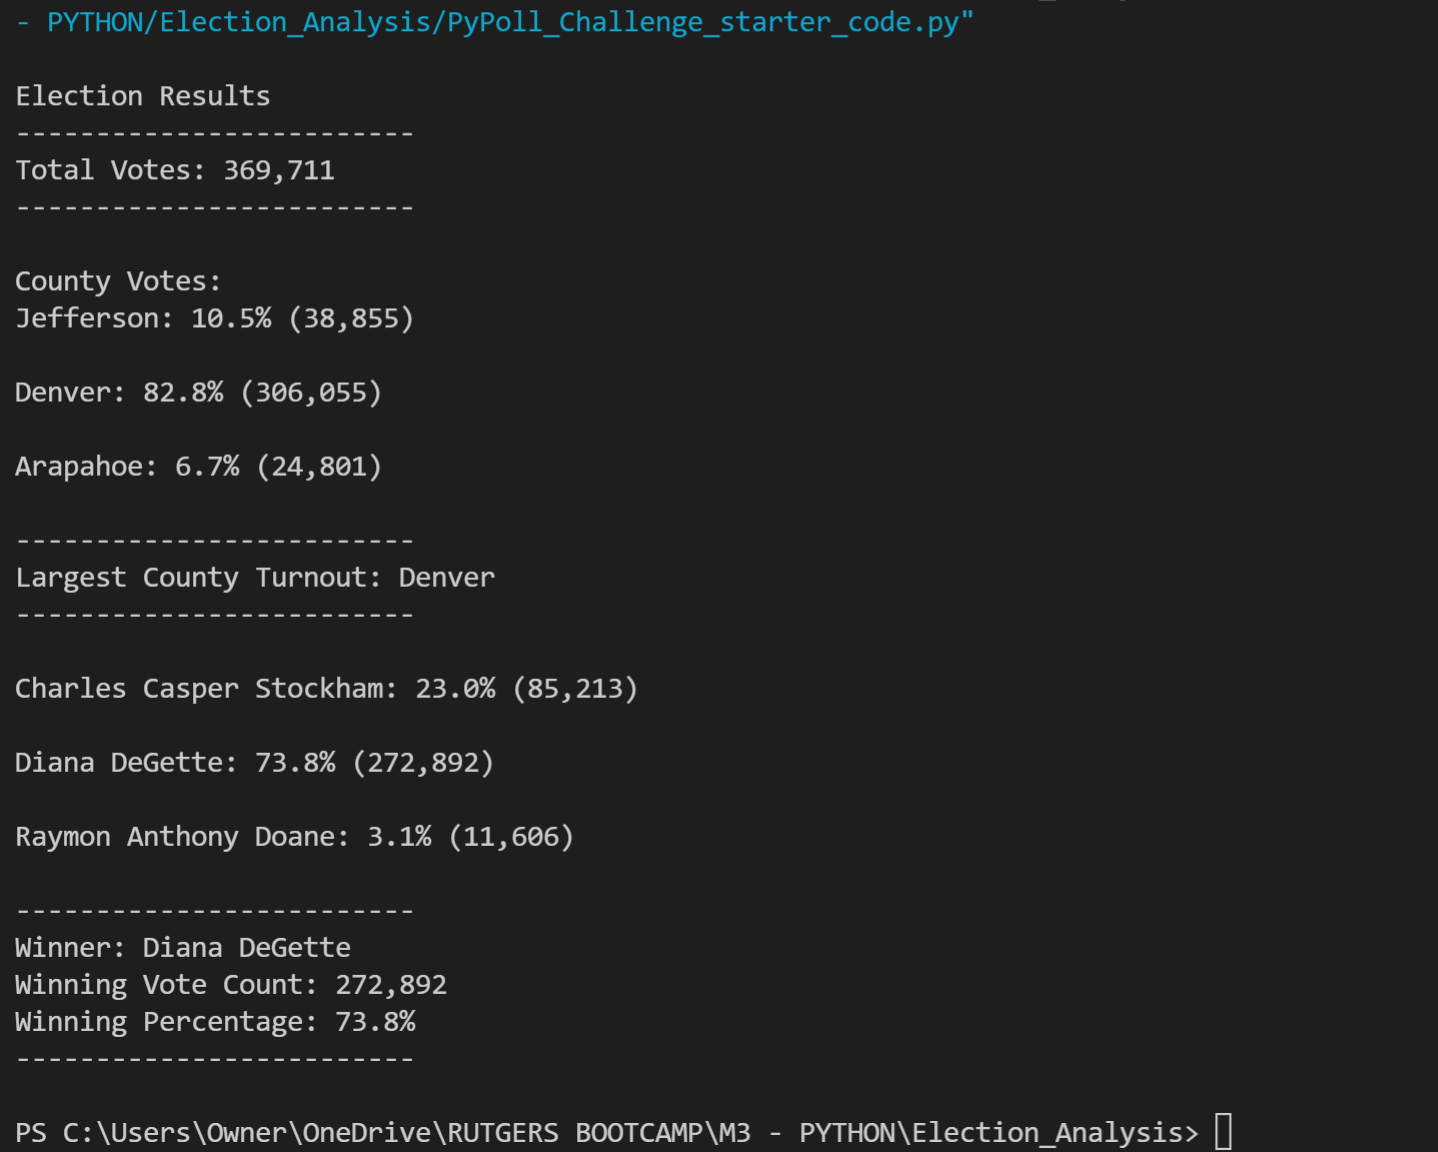 - PYTHON/Election_Analysis/PyPoll_Challenge_starter_code.py"
Election Results
-------------------------
Total Votes: 369,711
-------------------------
County Votes:
Jefferson: 10.5% (38,855)
Denver: 82.8% (306,055)
Arapahoe: 6.7% (24,801)
-------------------------
Largest County Turnout: Denver
-------------------------
Charles Casper Stockham: 23.0% (85,213)
Diana DeGette: 73.8% (272,892)
Raymon Anthony Doane: 3.1% (11,606)
-------------------------
Winner: Diana DeGette
Winning Vote Count: 272,892
Winning Percentage: 73.8%
-------------------------
PS C:\Users\Owner\OneDrive\RUTGERS BOOTCAMP\M3 - PYTHON\Election_Analysis>